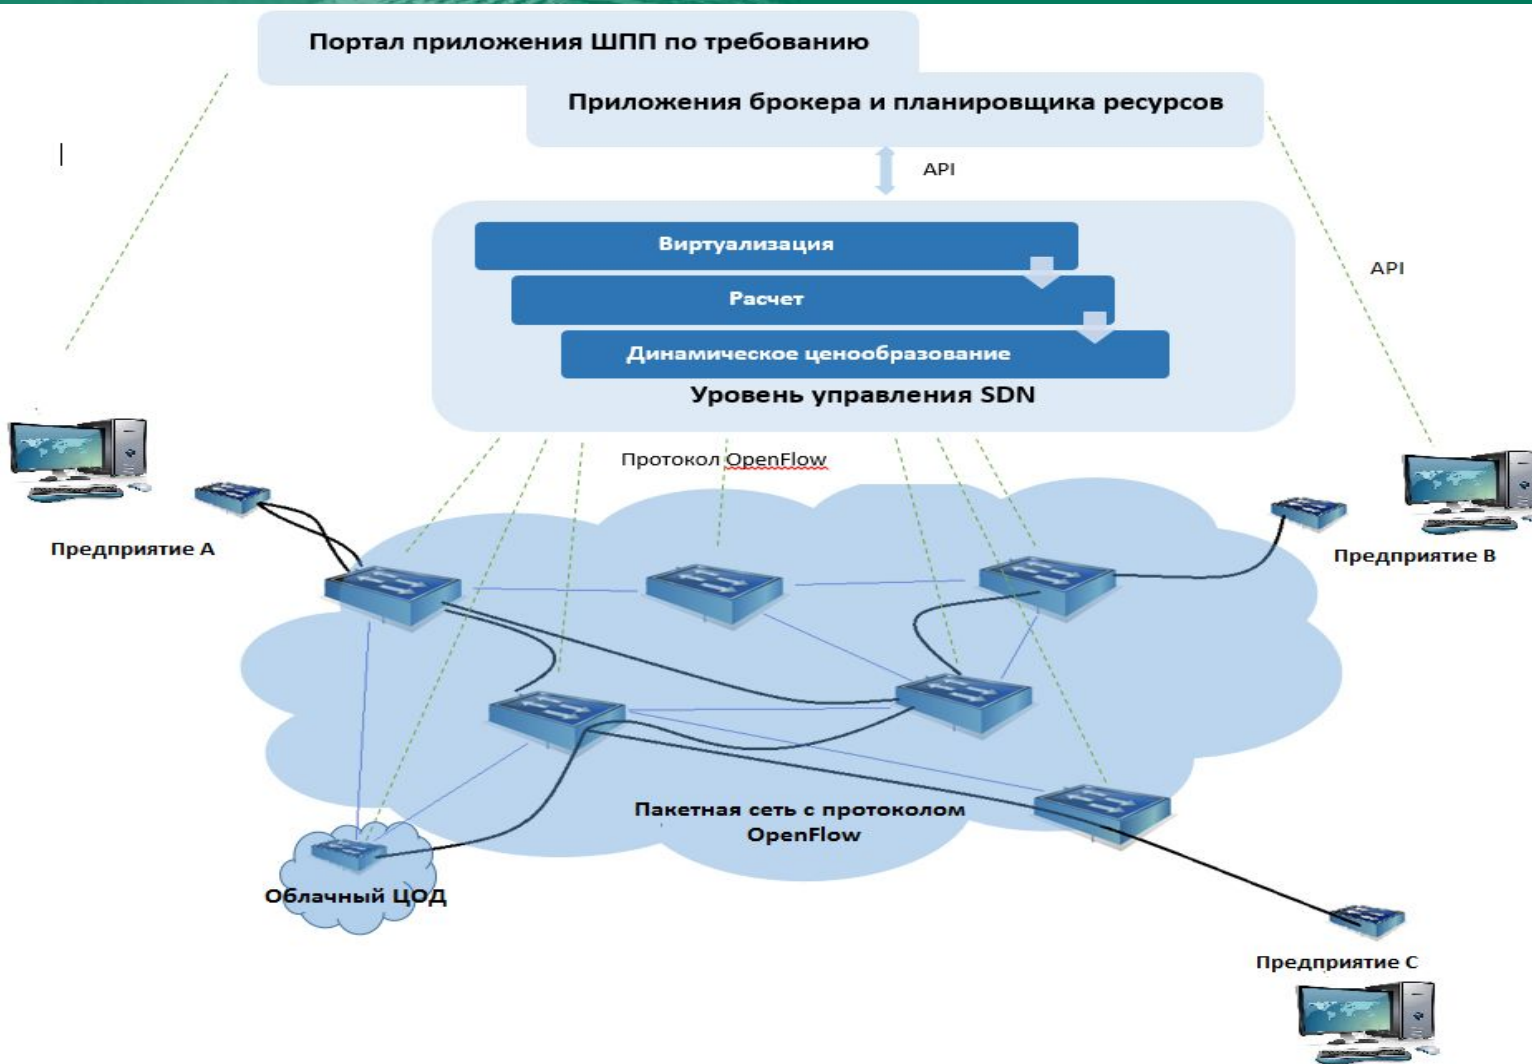 Портал приложения ШПП по требованию
Приложения брокера и планировщика ресурсов
API
Виртуализация
API
Расчет
Динамическое ценообразование
Уровень управления SDN
Протокол OpenFlow
Предприятие A
Предприятие B
Пакетная сеть с протоколом
OpenFlow
Облачный ЦОД
Предприятие C